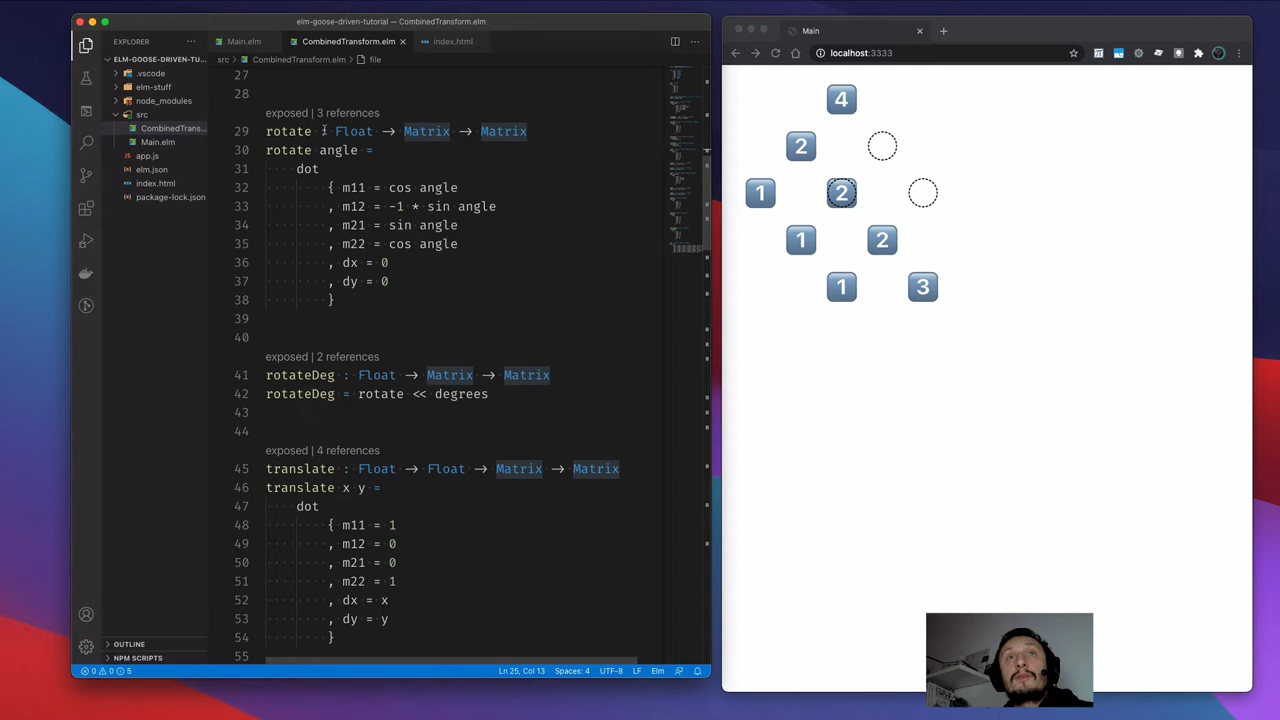 elm-goose-driven-tutorial — CombinedTransform.elm
EXPLORER ···
Main.elm
CombinedTransform.elm ×
index.html
ELM-GOOSE-DRIVEN-TU...
src > CombinedTransform.elm > file
.vscode
elm-stuff
node_modules
src
CombinedTrans...
Main.elm
app.js
elm.json
index.html
package-lock.json
OUTLINE
NPM SCRIPTS
27
28
exposed | 3 references
29 rotate : Float → Matrix → Matrix
30 rotate angle =
31 dot
32 { m11 = cos angle
33 , m12 = -1 * sin angle
34 , m21 = sin angle
35 , m22 = cos angle
36 , dx = 0
37 , dy = 0
38 }
39
40
exposed | 2 references
41 rotateDeg : Float → Matrix → Matrix
42 rotateDeg = rotate << degrees
43
44
exposed | 4 references
45 translate : Float → Float → Matrix → Matrix
46 translate x y =
47 dot
48 { m11 = 1
49 , m12 = 0
50 , m21 = 0
51 , m22 = 1
52 , dx = x
53 , dy = y
54 }
55
0 0 5
Ln 25, Col 13 Spaces: 4 UTF-8 LF Elm
Main
localhost:3333
4
2
1 2
1 2
1 3